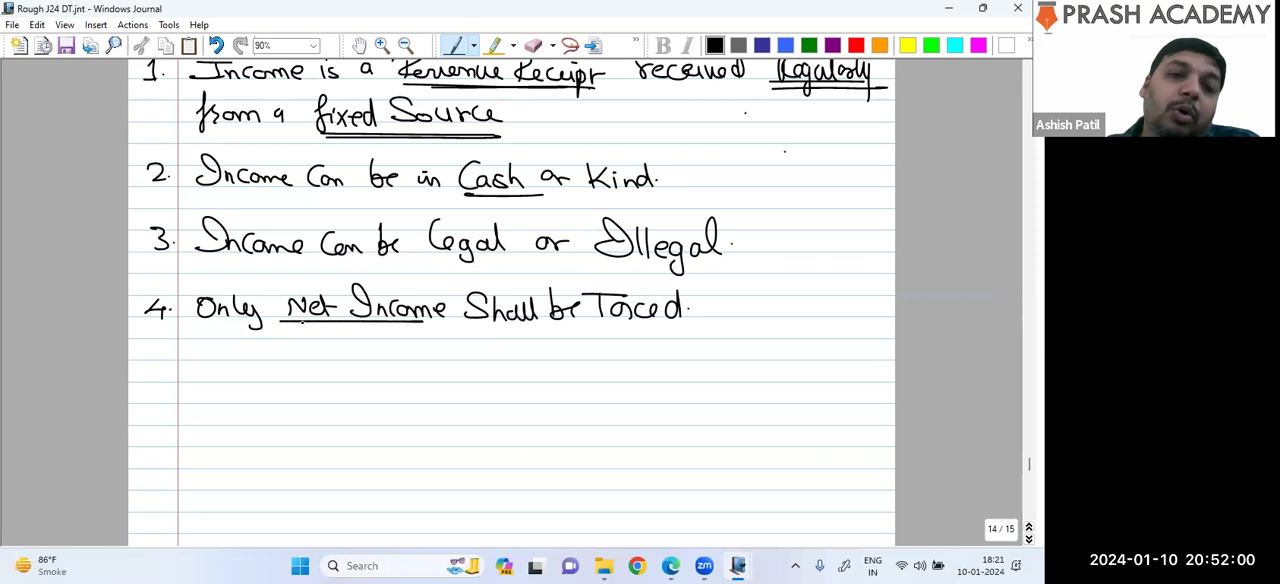 Rough J24 DT.jnt - Windows Journal
PRASH ACADEMY
File Edit View Insert Actions Tools Help
90%
B I
1. Income is a Revenue Receipt received Regularly
from a fixed Source
Ashish Patil
2. Income Can be in Cash or Kind.
3. Income Can be Legal or Illegal.
4. Only Net Income Shall be Taxed.
14 / 15
86°F
Smoke
Search
PRE
ENG
IN
18:21
10-01-2024
2024-01-10 20:52:00